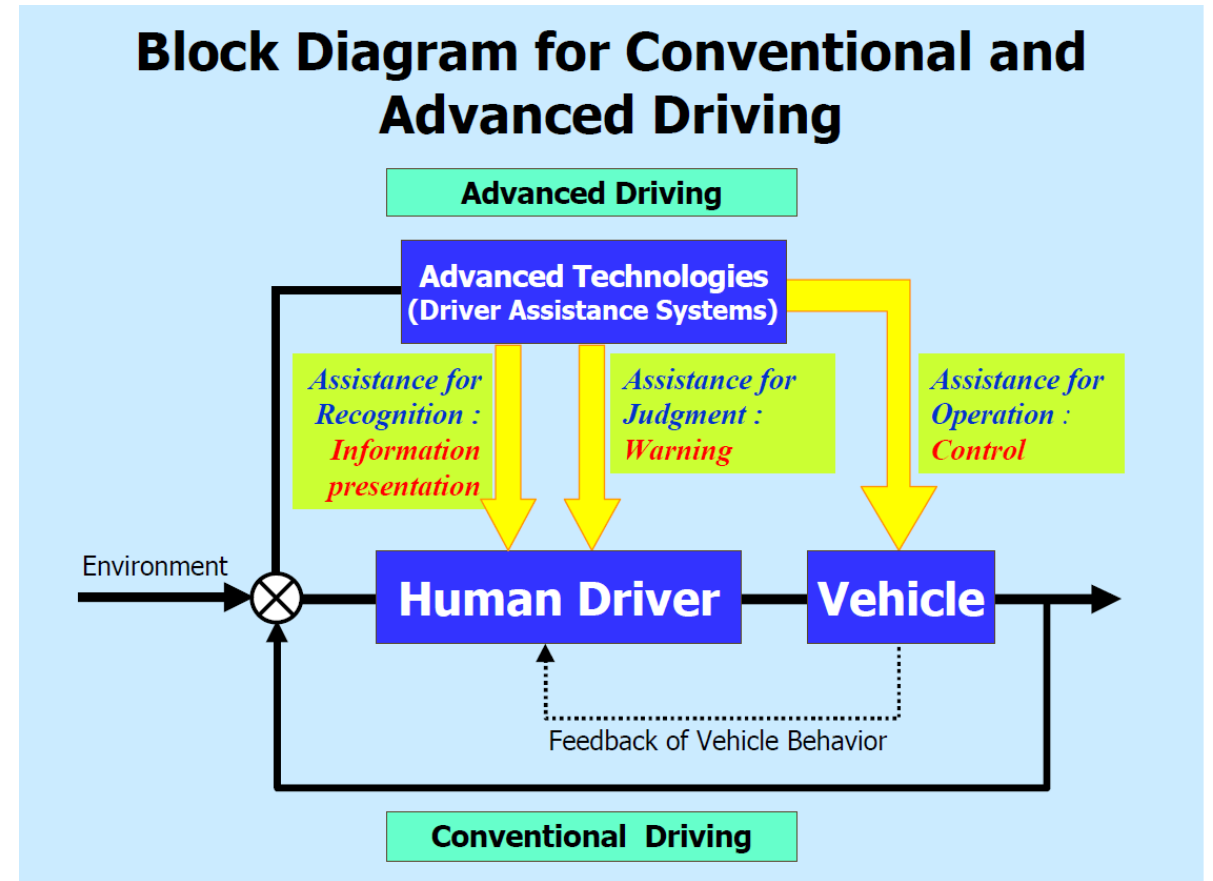 Block Diagram for Conventional and
Advanced Driving
Advanced Driving
Advanced Technologies
(Driver Assistance Systems)
Assistance for
Recognition :
Information
presentation
Assistance for
Judgment :
Warning
Assistance for
Operation :
Control
Environment
Human Driver
Vehicle
Feedback of Vehicle Behavior
Conventional Driving